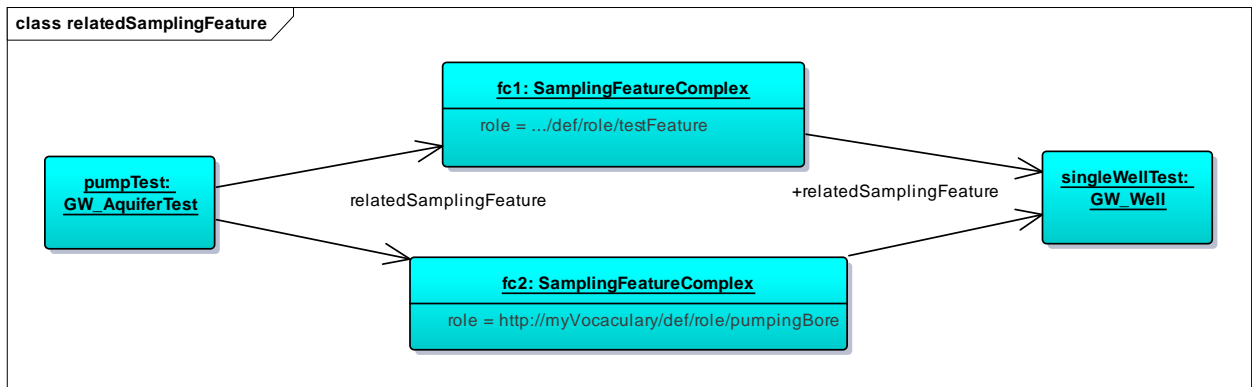 class relatedSamplingFeature
fc1: SamplingFeatureComplex
role = .../def/role/testFeature
pumpTest:
GW_AquiferTest
relatedSamplingFeature
+relatedSamplingFeature
singleWellTest:
GW_Well
fc2: SamplingFeatureComplex
role = http://myVocaculary/def/role/pumpingBore